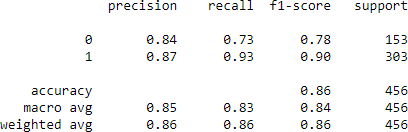 precision recall f1-score support
0 0.84 0.73 0.78 153
1 0.87 0.93 0.90 303
accuracy 0.86 456
macro avg 0.85 0.83 0.84 456
weighted avg 0.86 0.86 0.86 456